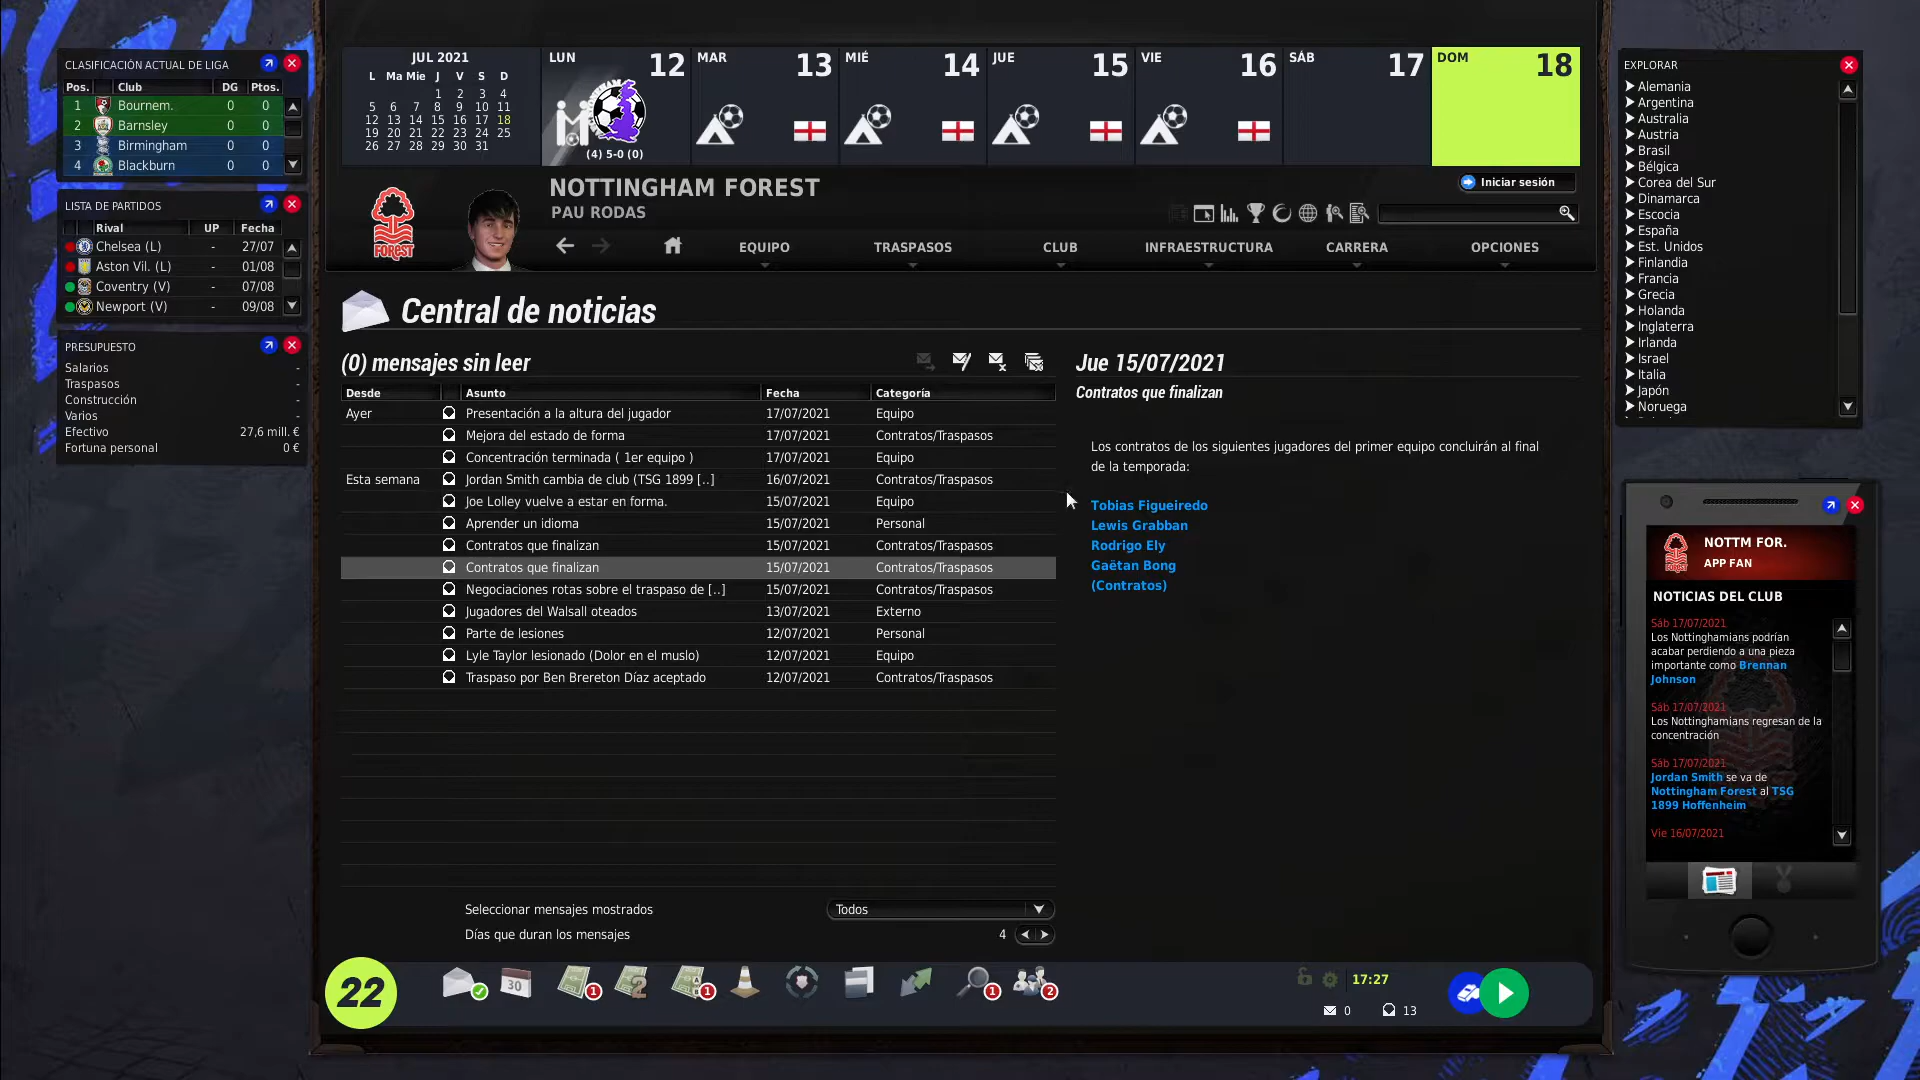 CLASIFICACIÓN ACTUAL DE LIGA
Pos. Club DG Ptos.
1 Bournem. 0 0
2 Barnsley 0 0
3 Birmingham 0 0
4 Blackburn 0 0
LISTA DE PARTIDOS
Rival UP Fecha
Chelsea (L) - 27/07
Aston Vil. (L) - 01/08
Coventry (V) - 07/08
Newport (V) - 09/08
PRESUPUESTO
Salarios -
Traspasos -
Construcción -
Varios -
Efectivo 27,6 mill. €
Fortuna personal 0 €
JUL 2021
L Ma Mie J V S D
1 2 3 4
5 6 7 8 9 10 11
12 13 14 15 16 17 18
19 20 21 22 23 24 25
26 27 28 29 30 31
LUN 12
(4) 5-0 (0)
MAR 13
MIÉ 14
JUE 15
VIE 16
SÁB 17
DOM 18
FOREST
NOTTINGHAM FOREST
PAU RODAS
Iniciar sesión
EQUIPO TRASPASOS CLUB INFRAESTRUCTURA CARRERA OPCIONES
Central de noticias
(0) mensajes sin leer
Desde Asunto Fecha Categoría
Ayer Presentación a la altura del jugador 17/07/2021 Equipo
Mejora del estado de forma 17/07/2021 Contratos/Traspasos
Concentración terminada ( 1er equipo ) 17/07/2021 Equipo
Esta semana Jordan Smith cambia de club (TSG 1899 [..] 16/07/2021 Contratos/Traspasos
Joe Lolley vuelve a estar en forma. 15/07/2021 Equipo
Aprender un idioma 15/07/2021 Personal
Contratos que finalizan 15/07/2021 Contratos/Traspasos
Contratos que finalizan 15/07/2021 Contratos/Traspasos
Negociaciones rotas sobre el traspaso de [..] 15/07/2021 Contratos/Traspasos
Jugadores del Walsall oteados 13/07/2021 Externo
Parte de lesiones 12/07/2021 Personal
Lyle Taylor lesionado (Dolor en el muslo) 12/07/2021 Equipo
Traspaso por Ben Brereton Díaz aceptado 12/07/2021 Contratos/Traspasos
Seleccionar mensajes mostrados Todos
Días que duran los mensajes 4
Jue 15/07/2021
Contratos que finalizan
Los contratos de los siguientes jugadores del primer equipo concluirán al final
de la temporada:
Tobias Figueiredo
Lewis Grabban
Rodrigo Ely
Gaëtan Bong
(Contratos)
22
30
1
2
1
1
2
17:27
0 13
EXPLORAR
Alemania
Argentina
Australia
Austria
Brasil
Bélgica
Corea del Sur
Dinamarca
Escocia
España
Est. Unidos
Finlandia
Francia
Grecia
Holanda
Inglaterra
Irlanda
Israel
Italia
Japón
Noruega
NOTTM FOR.
APP FAN
NOTICIAS DEL CLUB
Sáb 17/07/2021
Los Nottinghamians podrían
acabar perdiendo a una pieza
importante como Brennan
Johnson
Sáb 17/07/2021
Los Nottinghamians regresan de la
concentración
Sáb 17/07/2021
Jordan Smith se va de
Nottingham Forest al TSG
1899 Hoffenheim
Vie 16/07/2021